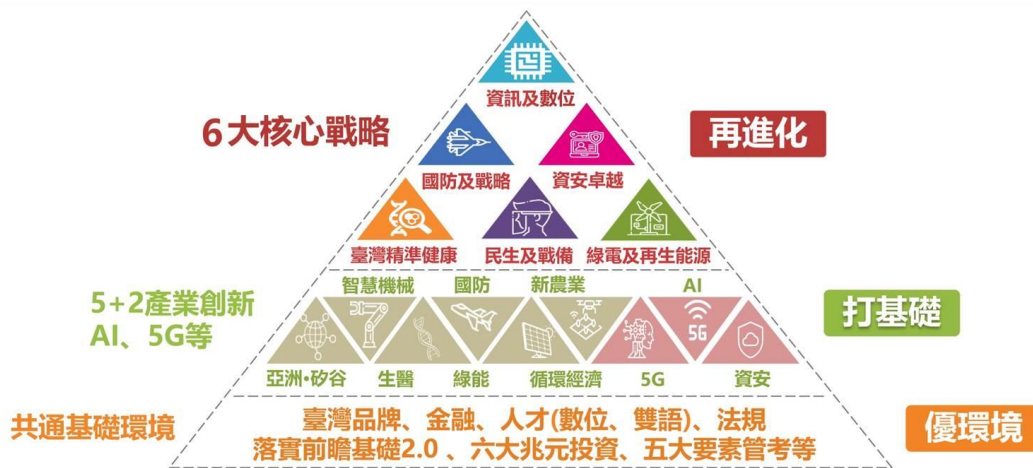 資訊及數位
6大核心戰略
再進化
國防及戰略
資安卓越
臺灣精準健康
民生及戰備
綠電及再生能源
智慧機械
國防
新農業
AI
5+2產業創新
AI、5G等
5G
打基礎
亞洲•矽谷
生醫
綠能
循環經濟
5G
資安
共通基礎環境
臺灣品牌、金融、人才(數位、雙語)、法規
落實前瞻基礎2.0 、六大兆元投資、五大要素管考等
優環境